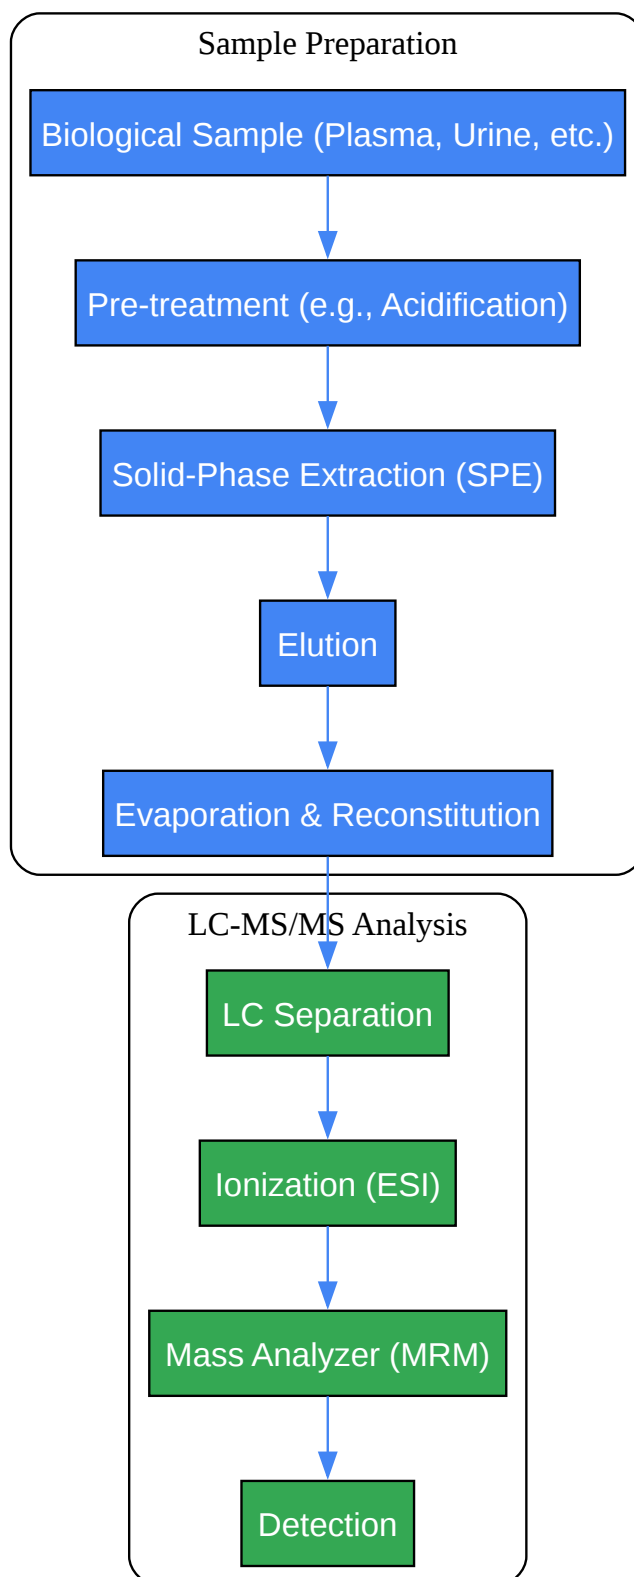 Sample Preparation
Biological Sample (Plasma, Urine, etc.)
Pre-treatment (e.g., Acidification)
Solid-Phase Extraction (SPE)
Elution
Evaporation & Reconstitution
LC-MS/MS Analysis
LC Separation
Ionization (ESI)
Mass Analyzer (MRM)
Detection